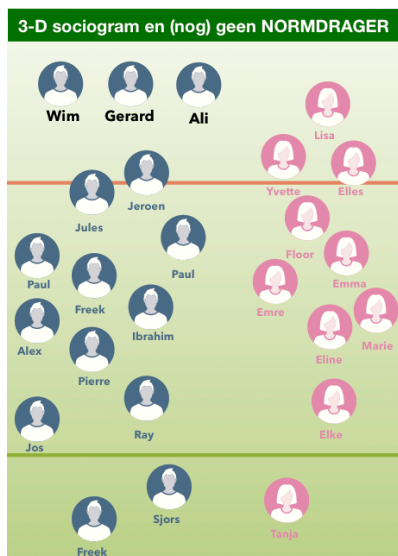 3-D sociogram en (nog) geen NORMDRAGER
Wim Gerard Ali
Lisa
Yvette Elles
Jeroen
Jules
Floor
Paul
Paul
Emma
Freek
Emre
Ibrahim
Marie
Alex
Eline
Pierre
Ray Elke
Jos
Sjors
Tanja
Freek